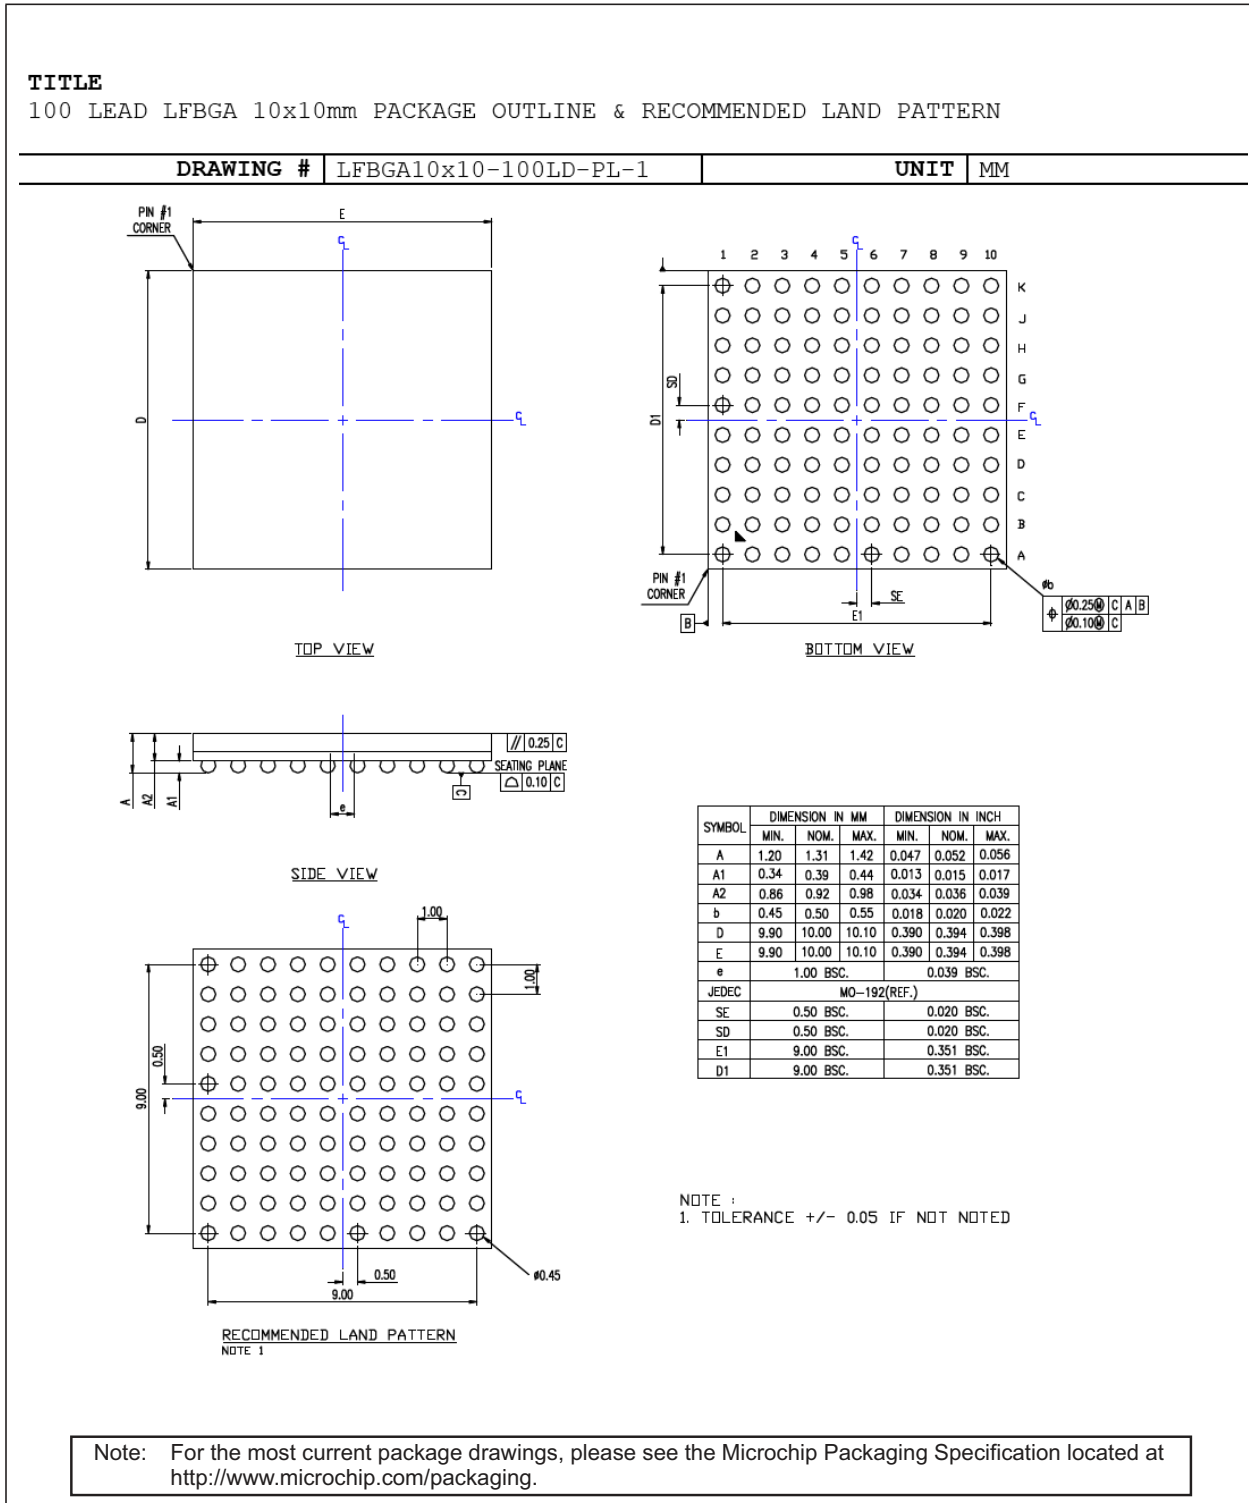 TITLE
100 LEAD LFBGA 10x10mm PACKAGE OUTLINE & RECOMMENDED LAND PATTERN
DRAWING # LFBGA10x10-100LD-PL-1 UNIT MM
PIN #1
CORNER
E
D
TOP VIEW
1 2 3 4 5 6 7 8 9 10
K
J
H
G
F
E
D
C
B
A
SD
D1
PIN #1
CORNER
B
SE
E1
øb
Ø0.25Ⓜ C A B
Ø0.10Ⓜ C
BOTTOM VIEW
// 0.25 C
SEATING PLANE
0.10 C
C
A
A2
A1
e
SIDE VIEW
SYMBOL DIMENSION IN MM DIMENSION IN INCH
MIN. NOM. MAX. MIN. NOM. MAX.
A 1.20 1.31 1.42 0.047 0.052 0.056
A1 0.34 0.39 0.44 0.013 0.015 0.017
A2 0.86 0.92 0.98 0.034 0.036 0.039
b 0.45 0.50 0.55 0.018 0.020 0.022
D 9.90 10.00 10.10 0.390 0.394 0.398
E 9.90 10.00 10.10 0.390 0.394 0.398
e 1.00 BSC. 0.039 BSC.
JEDEC MO-192(REF.)
SE 0.50 BSC. 0.020 BSC.
SD 0.50 BSC. 0.020 BSC.
E1 9.00 BSC. 0.351 BSC.
D1 9.00 BSC. 0.351 BSC.
1.00
1.00
0.50
9.00
0.50
9.00
ø0.45
RECOMMENDED LAND PATTERN
NOTE 1
NOTE :
1. TOLERANCE +/- 0.05 IF NOT NOTED
Note: For the most current package drawings, please see the Microchip Packaging Specification located at
http://www.microchip.com/packaging.